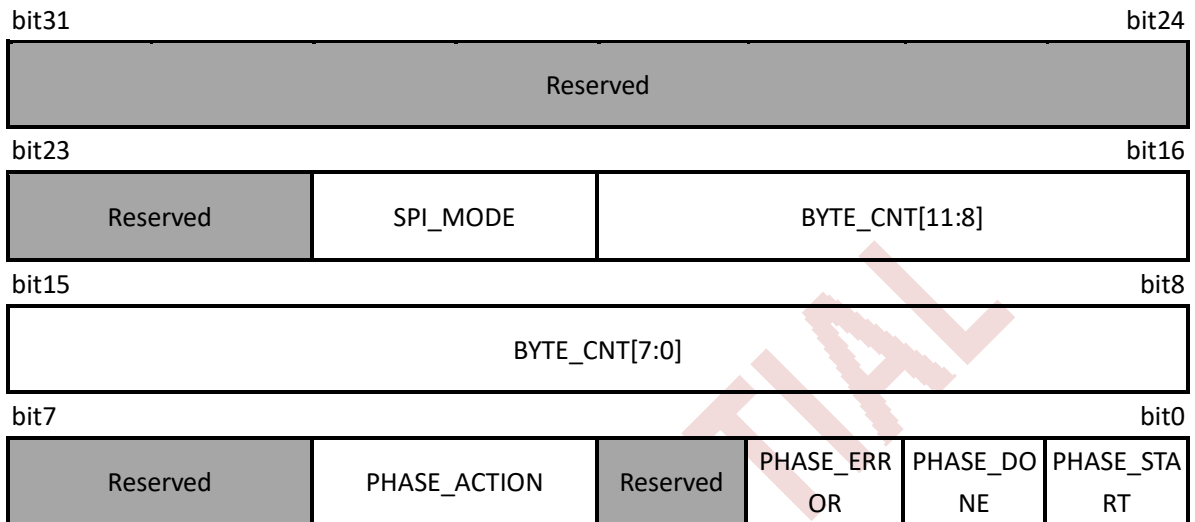 bit31 bit24
Reserved
bit23 bit16
Reserved SPI_MODE BYTE_CNT[11:8]
bit15 bit8
BYTE_CNT[7:0]
bit7 bit0
Reserved PHASE_ACTION Reserved PHASE_ERR PHASE_DO PHASE_STA
OR NE RT
TIAL